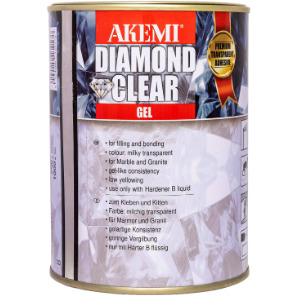 AKEMI®
DIAMOND
CLEAR
GEL
PREMIUM
TRANSPARENT
ADHESIVE
• for filling and bonding
• colour: milky transparent
• for Marble and Granite
• gel-like consistency
• low yellowing
• use only with Hardener B liquid
• zum Kleben und Kitten
• Farbe: milchig transparent
• für Marmor und Granit
• gelartige Konsistenz
• geringe Vergilbung
• nur mit Härter B flüssig